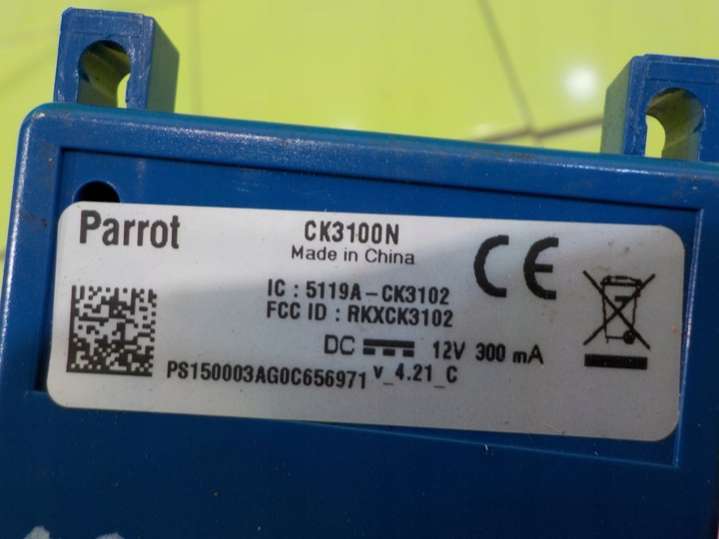 Parrot
CK3100N
Made in China
CE
IC : 5119A-CK3102
FCC ID : RKXCK3102
DC 12V 300 mA
PS150003AG0C656971 v_4.21_C